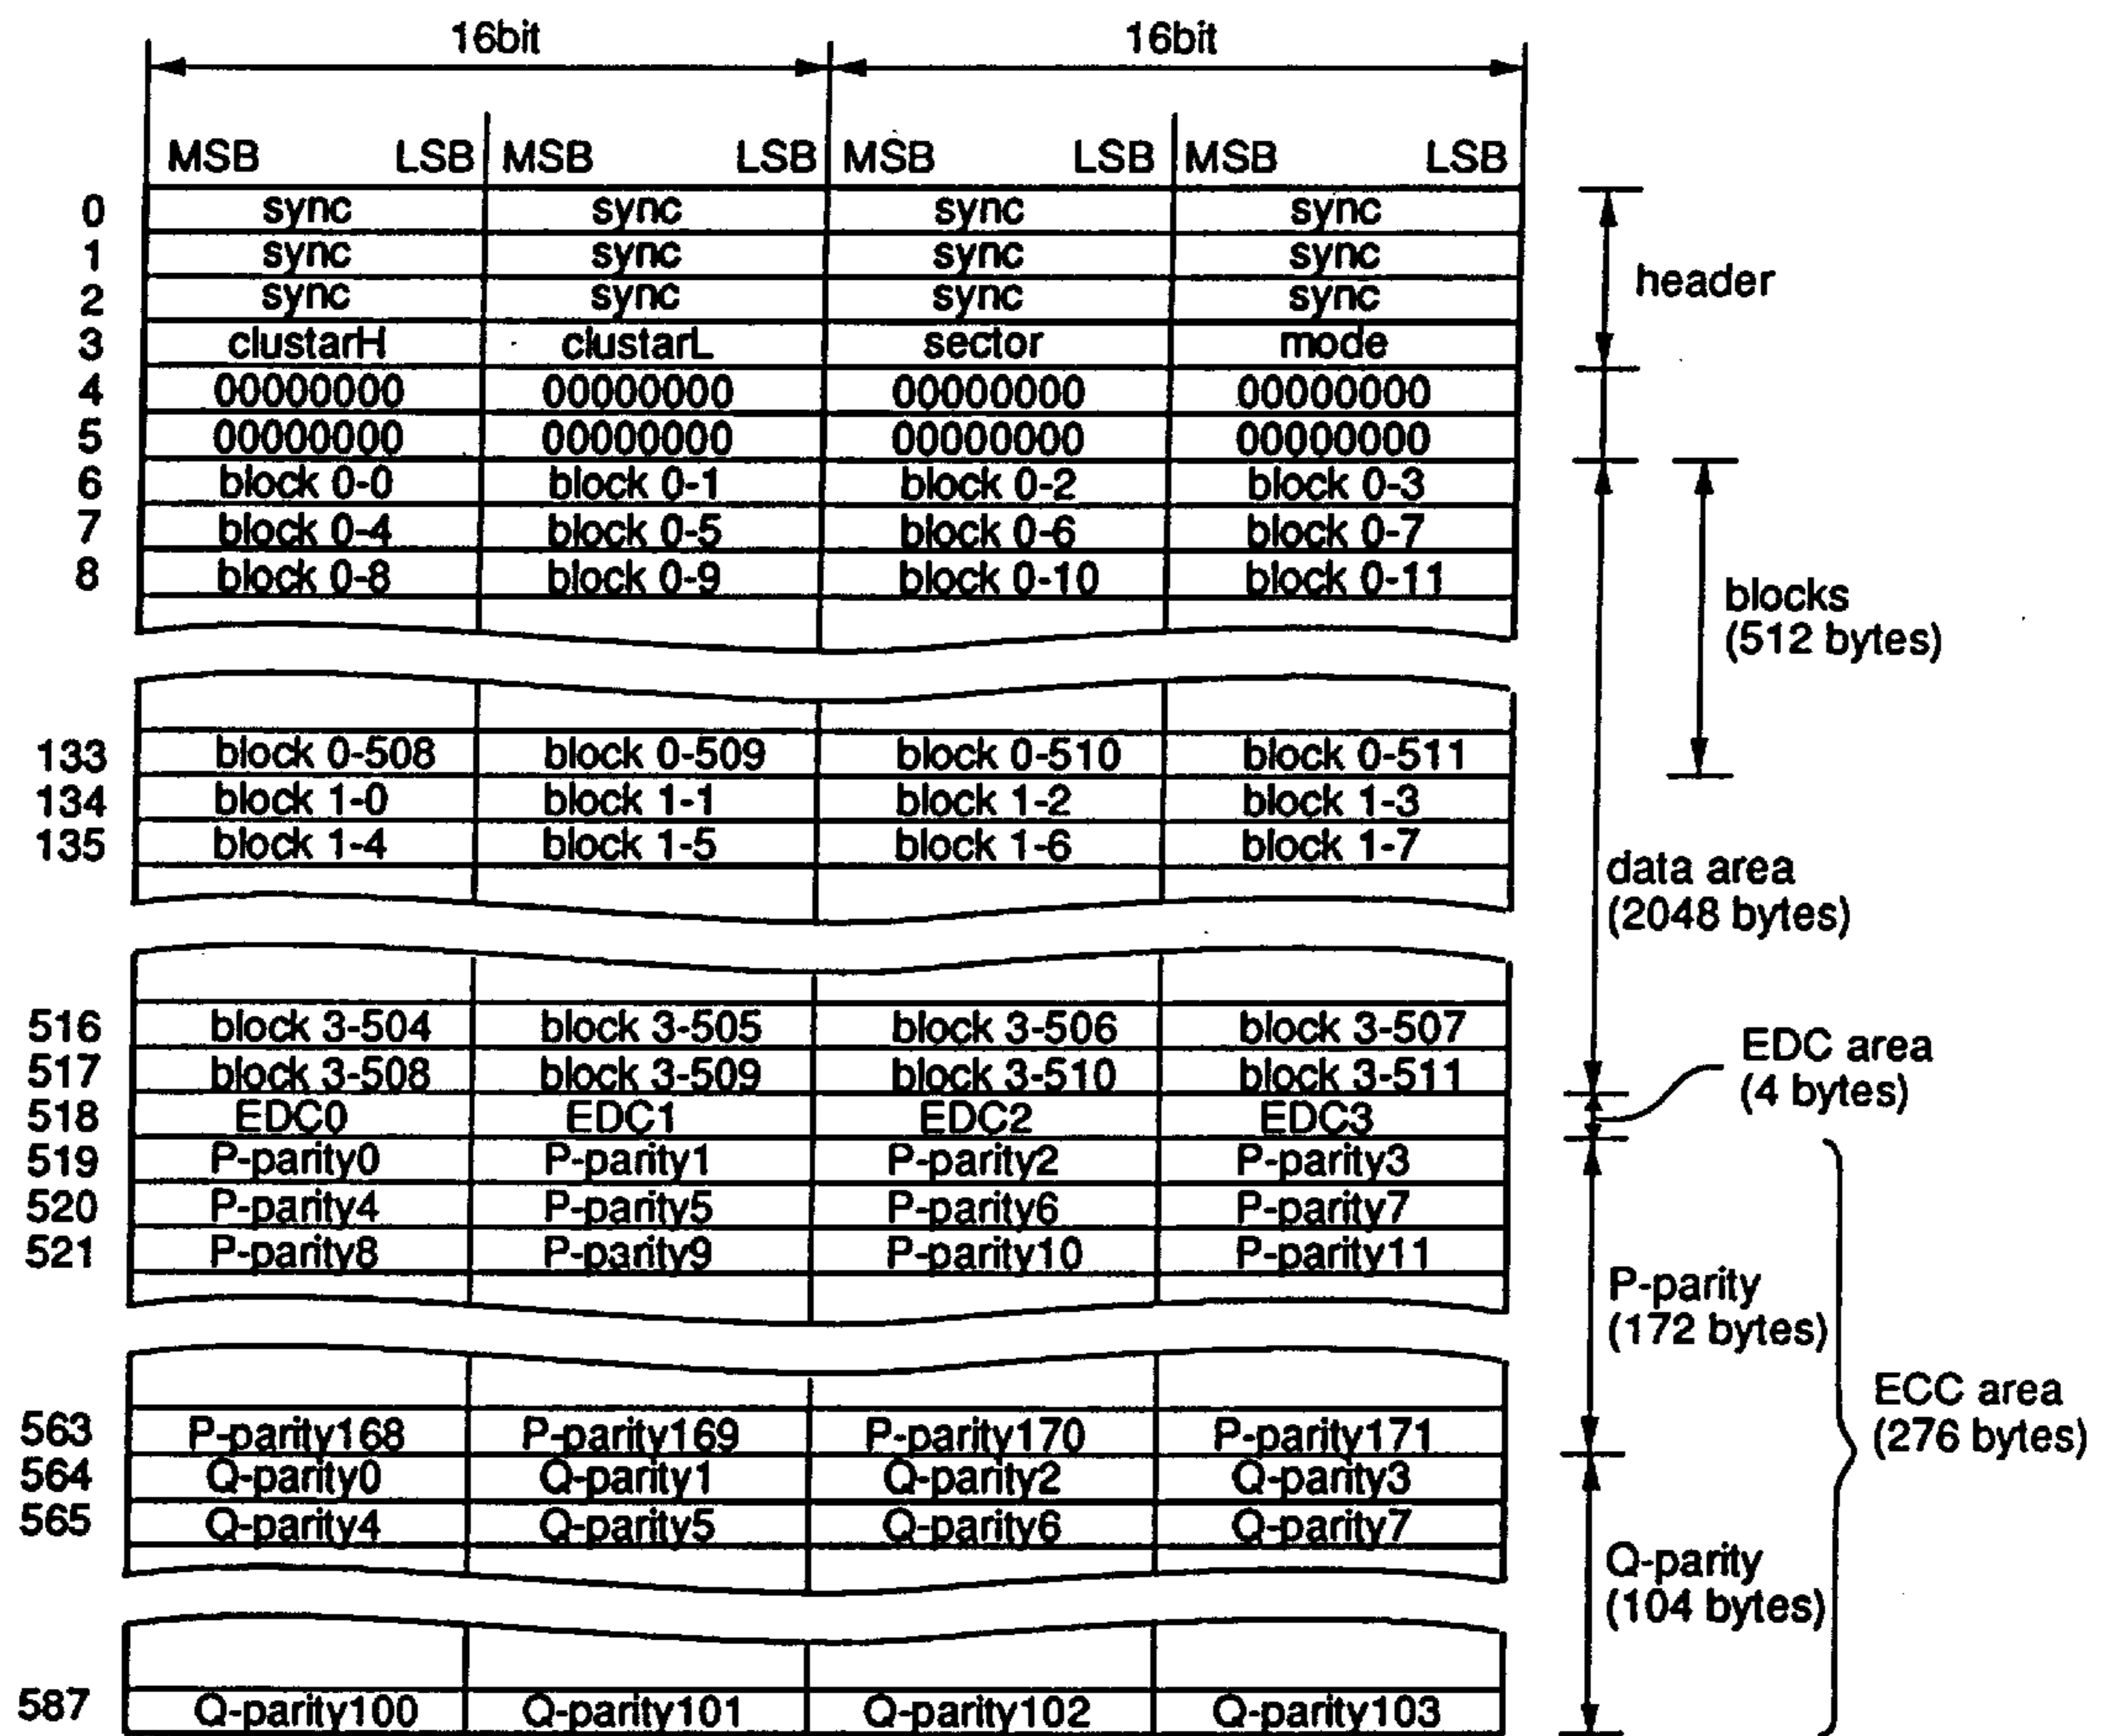 16bit 16bit
MSB LSB MSB LSB MSB LSB MSB LSB
0 sync sync sync sync
1 sync sync sync sync
2 sync sync sync sync
header
3 clustarH clustarL sector mode
4 00000000 00000000 00000000 00000000
5 00000000 00000000 00000000 00000000
6 block 0-0 block 0-1 block 0-2 block 0-3
7 block 0-4 block 0-5 block 0-6 block 0-7
8 block 0-8 block 0-9 block 0-10 block 0-11
blocks
(512 bytes)
133 block 0-508 block 0-509 block 0-510 block 0-511
134 block 1-0 block 1-1 block 1-2 block 1-3
135 block 1-4 block 1-5 block 1-6 block 1-7
data area
(2048 bytes)
516 block 3-504 block 3-505 block 3-506 block 3-507
517 block 3-508 block 3-509 block 3-510 block 3-511
EDC area
(4 bytes)
518 EDC0 EDC1 EDC2 EDC3
519 P-parity0 P-parity1 P-parity2 P-parity3
520 P-parity4 P-parity5 P-parity6 P-parity7
521 P-parity8 P-parity9 P-parity10 P-parity11
P-parity
(172 bytes)
563 P-parity168 P-parity169 P-parity170 P-parity171
ECC area
(276 bytes)
564 Q-parity0 Q-parity1 Q-parity2 Q-parity3
565 Q-parity4 Q-parity5 Q-parity6 Q-parity7
Q-parity
(104 bytes)
587 Q-parity100 Q-parity101 Q-parity102 Q-parity103